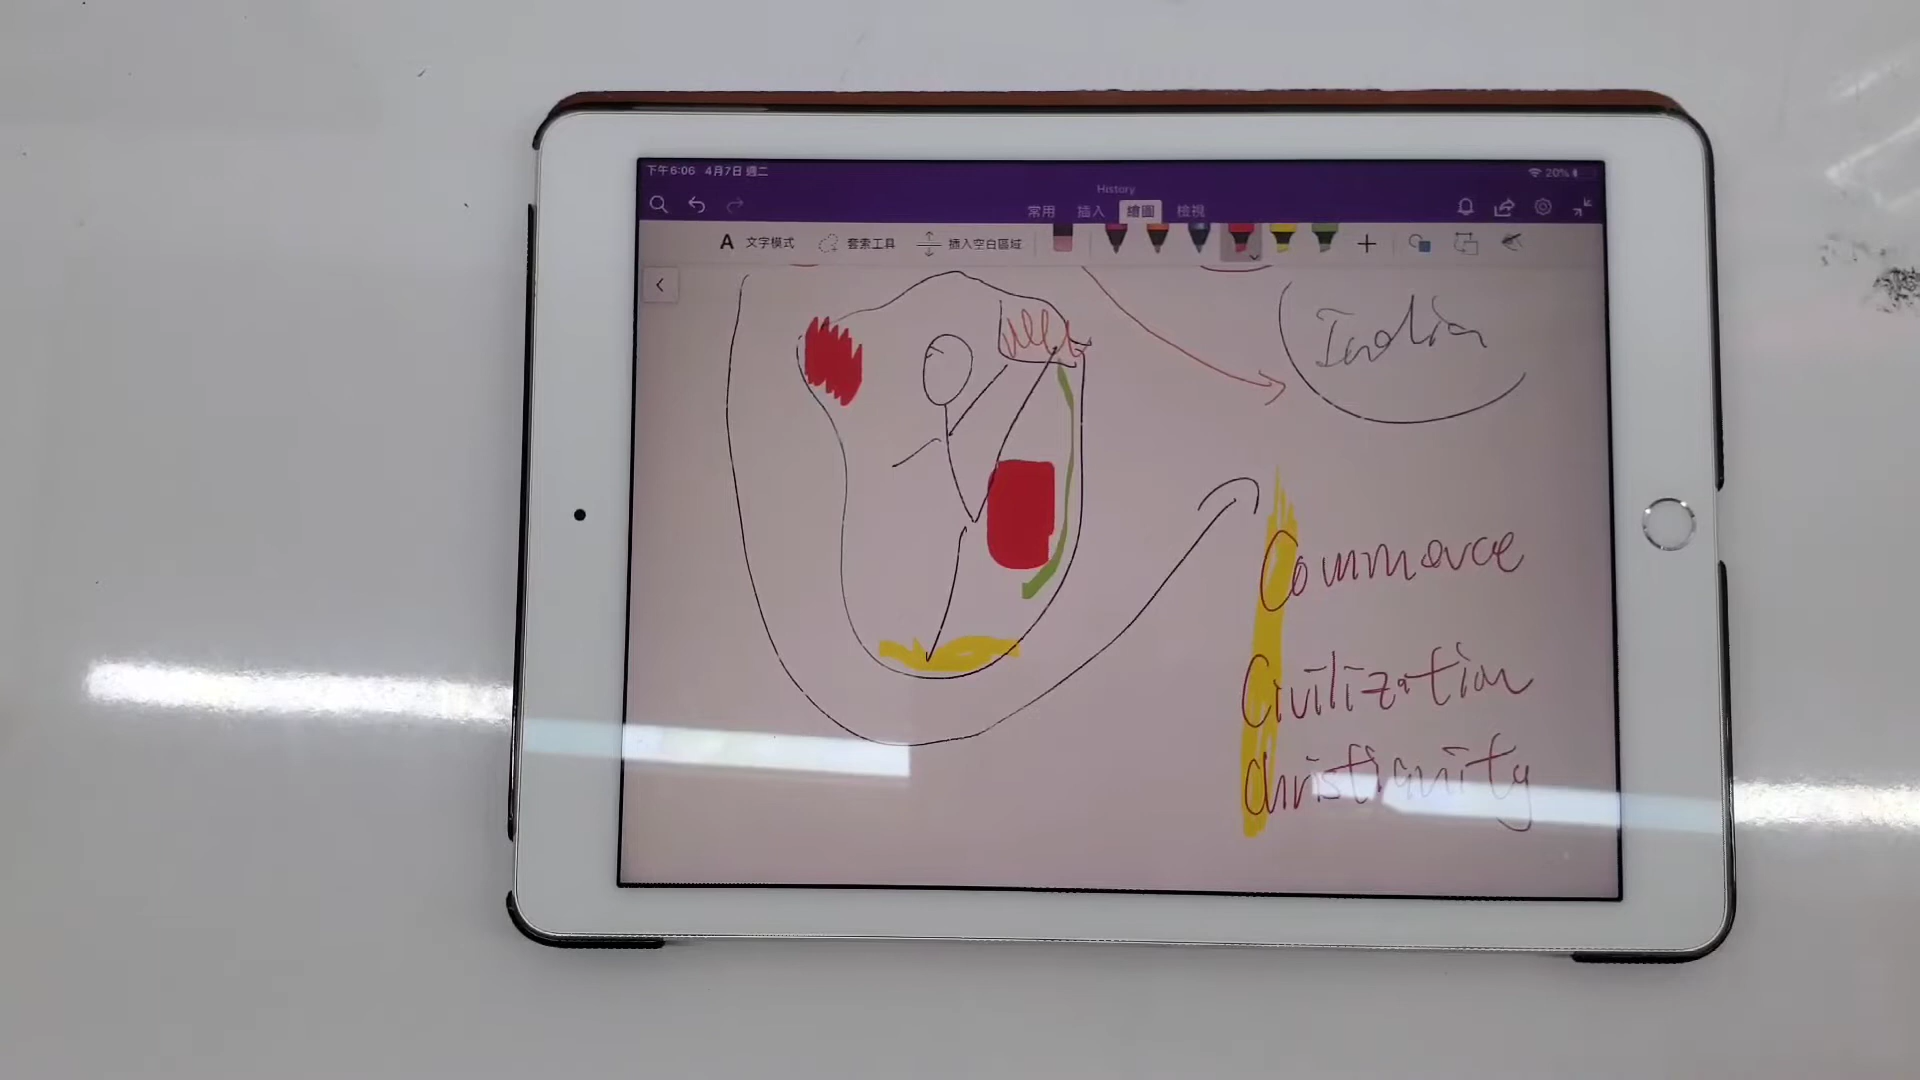 下午6:06 4月7日 週二
20%
History
常用 插入 繪圖 檢視
A 文字模式 套索工具 插入空白區域
India
Commerce
Civilization
Christianity